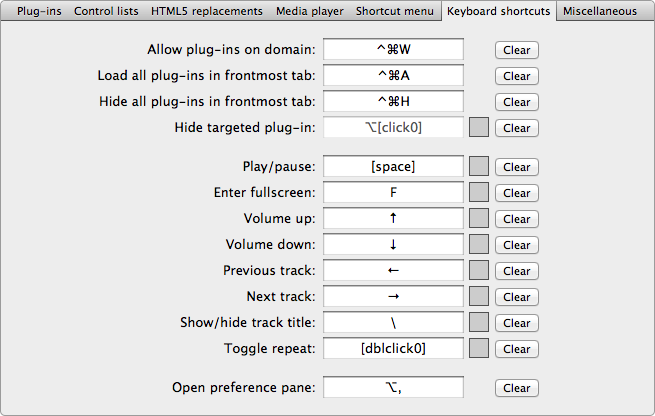 Plug-ins Control lists HTML5 replacements Media player Shortcut menu Keyboard shortcuts Miscellaneous
Allow plug-ins on domain: ^⌘W Clear
Load all plug-ins in frontmost tab: ^⌘A Clear
Hide all plug-ins in frontmost tab: ^⌘H Clear
Hide targeted plug-in: ⌥[click0] Clear
Play/pause: [space] Clear
Enter fullscreen: F Clear
Volume up: ↑ Clear
Volume down: ↓ Clear
Previous track: ← Clear
Next track: → Clear
Show/hide track title: \ Clear
Toggle repeat: [dblclick0] Clear
Open preference pane: ⌥, Clear